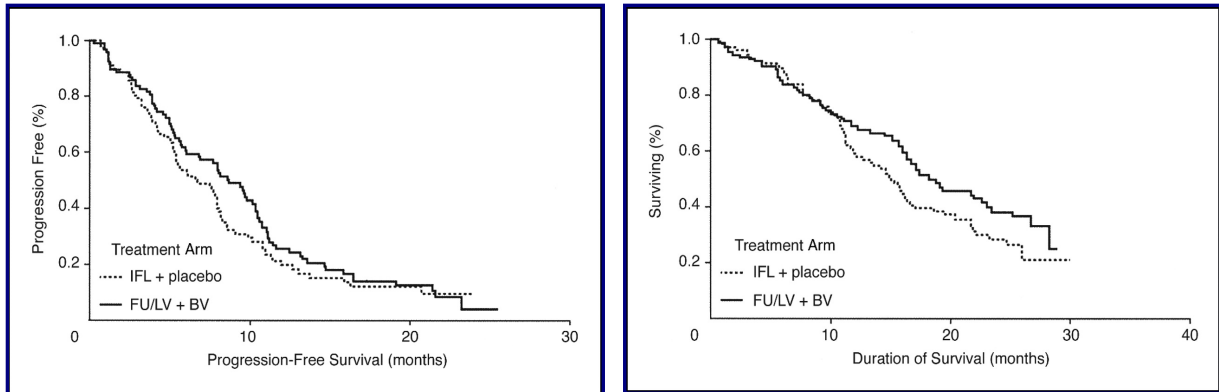 1.0
0.8
0.6
0.4
0.2
0
10
20
30
Progression Free (%)
Treatment Arm
IFL + placebo
FU/LV + BV
Progression-Free Survival (months)
1.0
0.8
0.6
0.4
0.2
0
10
20
30
40
Surviving (%)
Treatment Arm
IFL + placebo
FU/LV + BV
Duration of Survival (months)